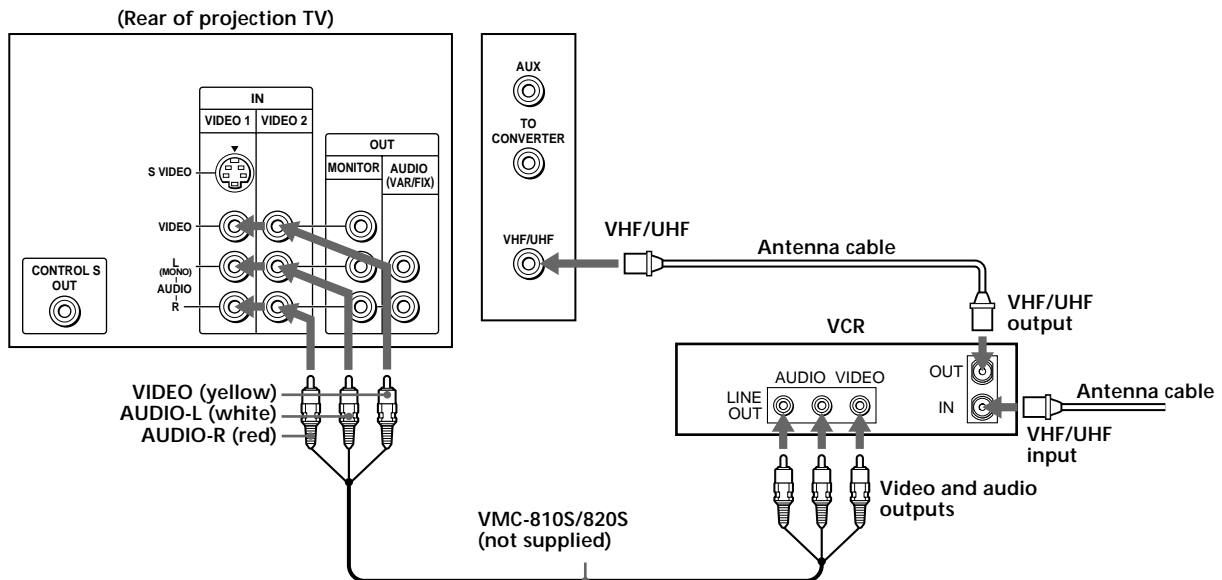 (Rear of projection TV)
IN
VIDEO 1 VIDEO 2
S VIDEO
VIDEO
L
(MONO)
AUDIO
R
OUT
MONITOR
AUDIO
(VAR/FIX)
CONTROL S
OUT
AUX
TO
CONVERTER
VHF/UHF
VHF/UHF
Antenna cable
VHF/UHF
output
VCR
LINE
OUT
AUDIO VIDEO
OUT
IN
Antenna cable
VHF/UHF
input
VIDEO (yellow)
AUDIO-L (white)
AUDIO-R (red)
Video and audio
outputs
VMC-810S/820S
(not supplied)